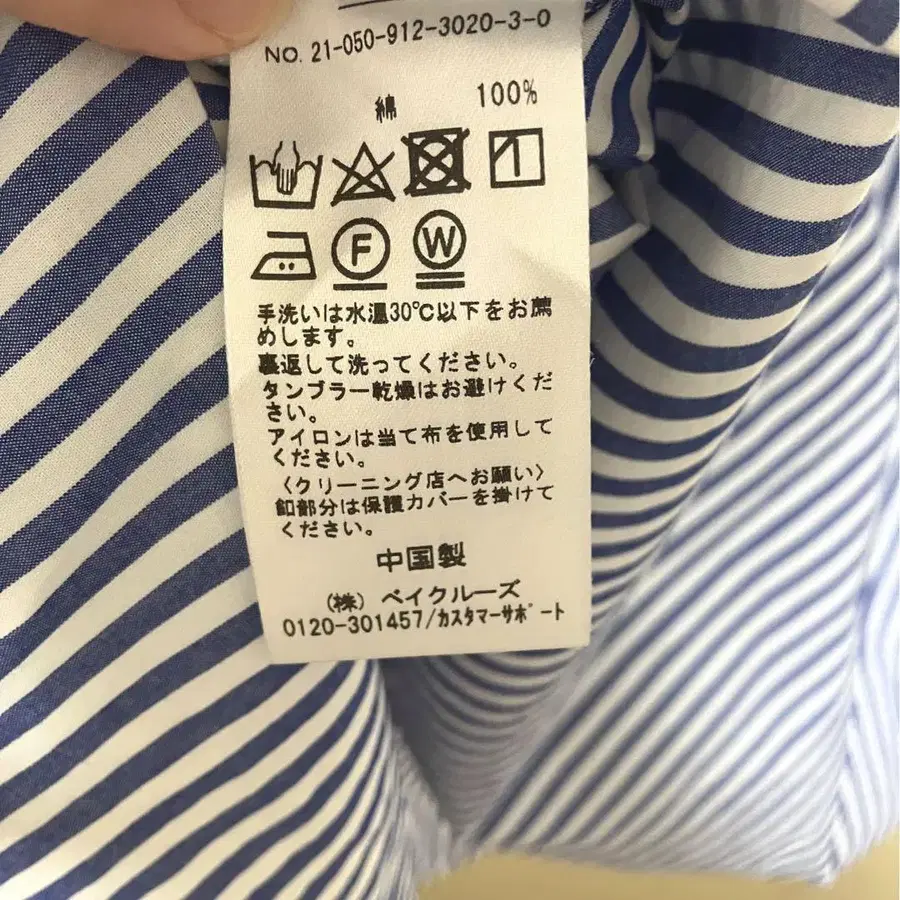 NO. 21-050-912-3020-3-0
綿 100%
F W
手洗いは水温30℃以下をお薦
めします。
裏返して洗ってください。
タンブラー乾燥はお避けくだ
さい。
アイロンは当て布を使用して
ください。
〈クリーニング店へお願い〉
釦部分は保護カバーを掛けて
ください。
中国製
(株) ベイクルーズ
0120-301457/カスタマーサポート